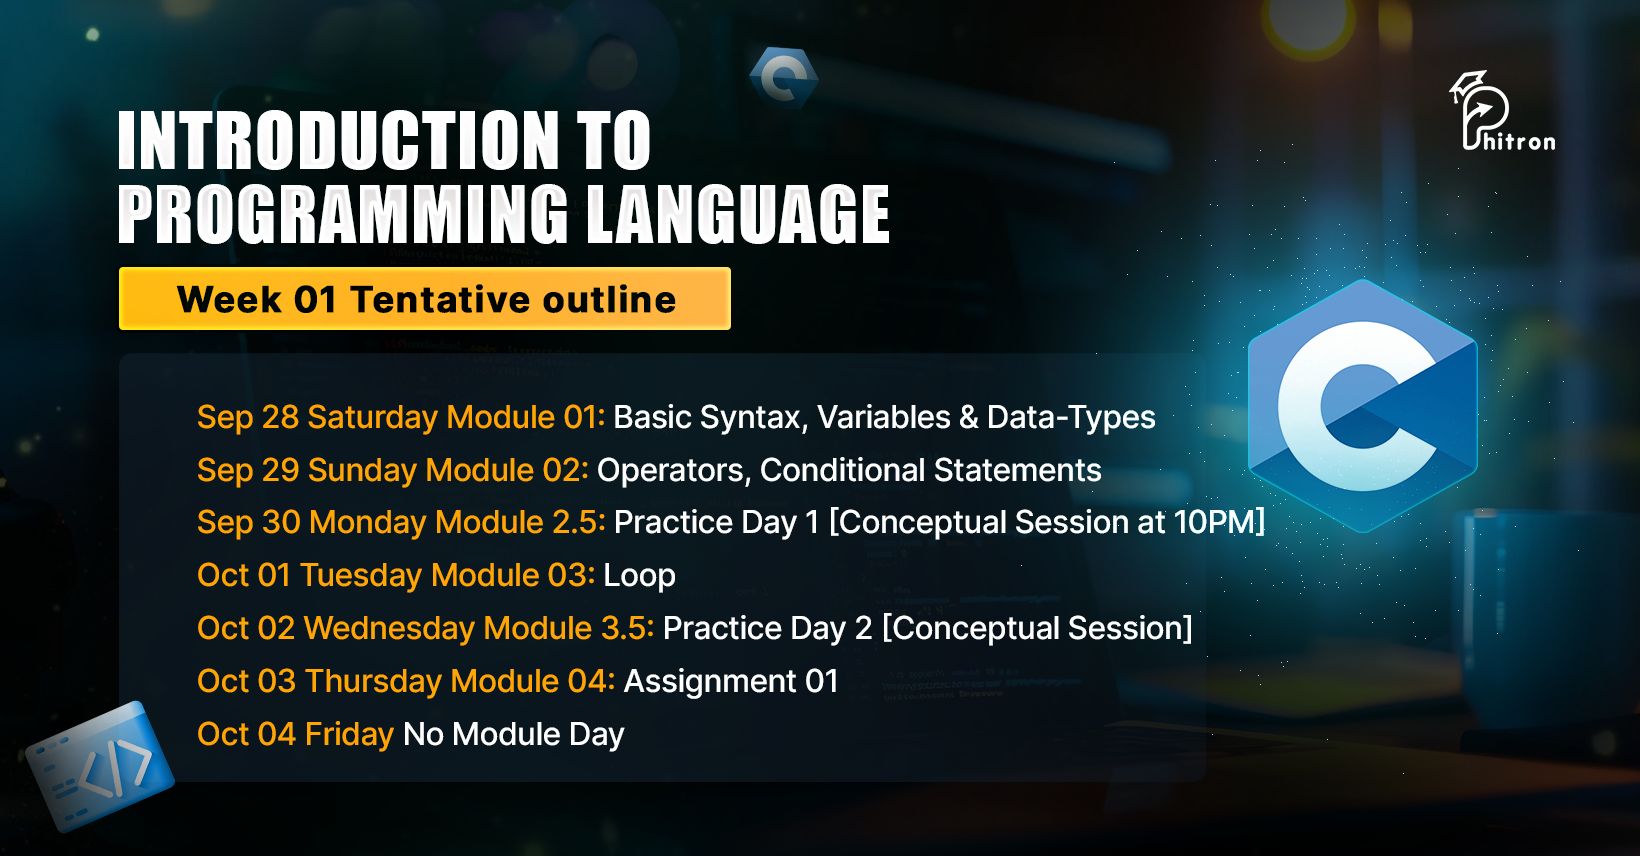 Phitron
INTRODUCTION TO
PROGRAMMING LANGUAGE
Week 01 Tentative outline
Sep 28 Saturday Module 01: Basic Syntax, Variables & Data-Types
Sep 29 Sunday Module 02: Operators, Conditional Statements
Sep 30 Monday Module 2.5: Practice Day 1 [Conceptual Session at 10PM]
Oct 01 Tuesday Module 03: Loop
Oct 02 Wednesday Module 3.5: Practice Day 2 [Conceptual Session]
Oct 03 Thursday Module 04: Assignment 01
Oct 04 Friday No Module Day
C
C
</>